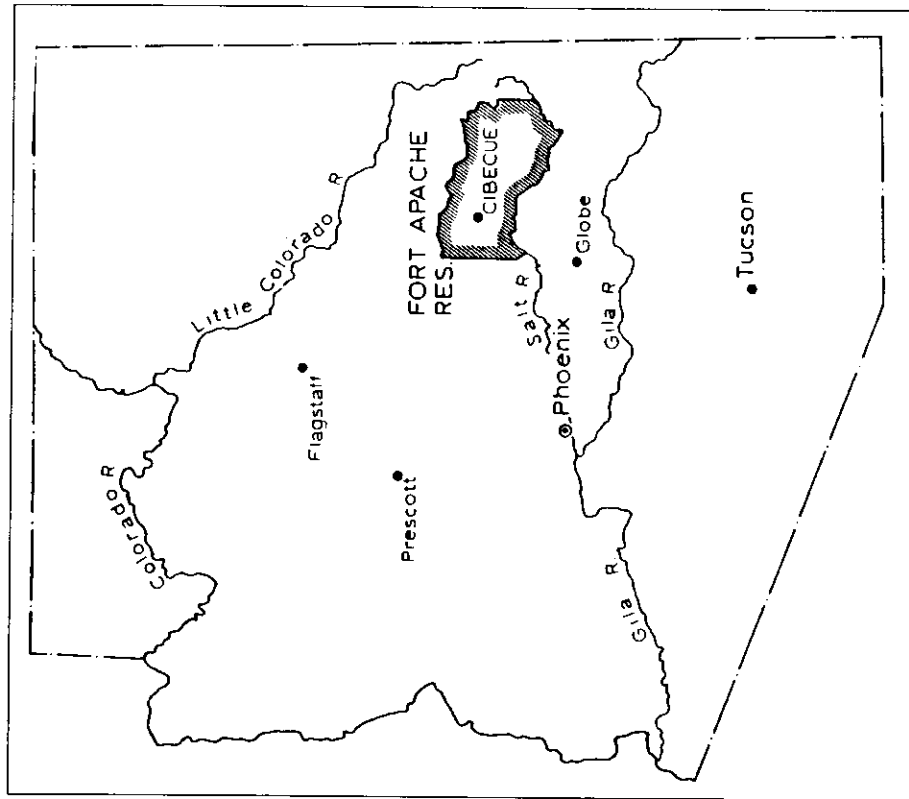 Colorado R
Little Colorado R
Flagstaff
Prescott
FORT APACHE
RES.
CIBECUE
Salt R
Phoenix
Globe
Gila R
Gila R
Tucson